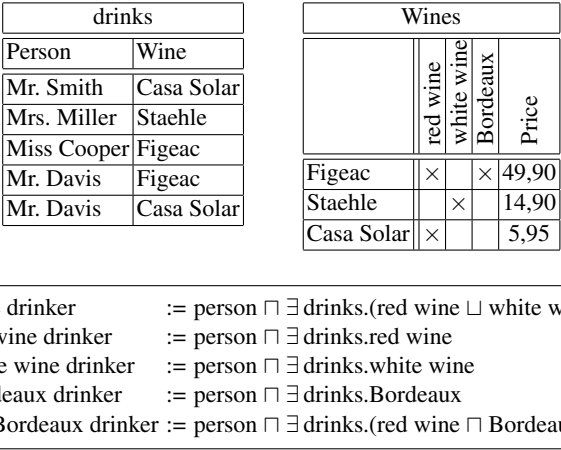 drinks
Person Wine
Mr. Smith Casa Solar
Mrs. Miller Staehle
Miss Cooper Figeac
Mr. Davis Figeac
Mr. Davis Casa Solar
Wines
red wine white wine Bordeaux Price
Figeac × × 49,90
Staehle × 14,90
Casa Solar × 5,95
drinker := person ⊓ ∃ drinks.(red wine ⊔ white
wine drinker := person ⊓ ∃ drinks.red wine
wine drinker := person ⊓ ∃ drinks.white wine
drinker := person ⊓ ∃ drinks.Bordeaux
Bordeaux drinker := person ⊓ ∃ drinks.(red wine ⊓